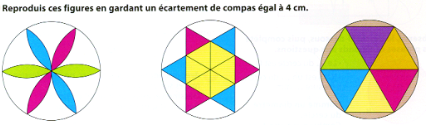 Reproduis ces figures en gardant un écartement de compas égal à 4 cm.